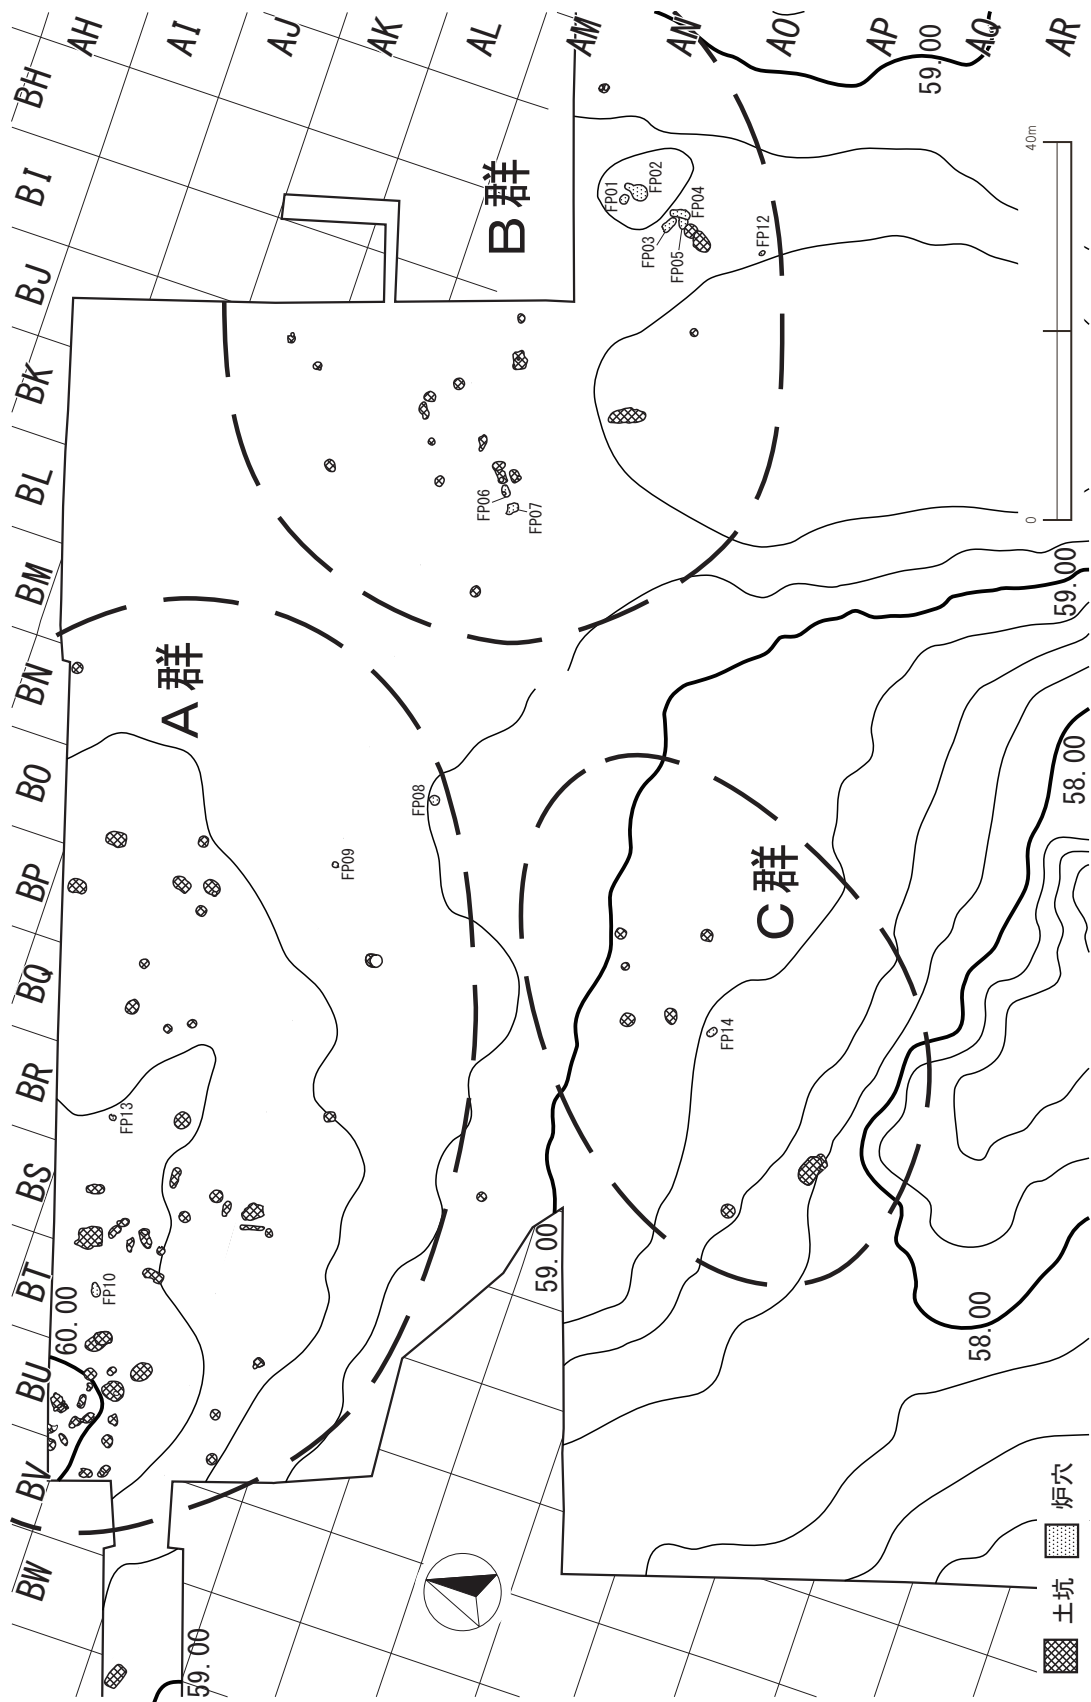 BH
BI
BJ
BK
BL
BM
BN
BO
BP
BQ
BR
BS
BT
BU
BV
BW
AH
AI
AJ
AK
AL
AM
AN
AO
AP
AQ
AR
A群
B群
C群
FP01
FP02
FP03
FP04
FP05
FP12
FP06
FP07
FP08
FP09
FP13
FP10
FP14
60.00
59.00
59.00
59.00
59.00
58.00
58.00
0
40m
土坑
炉穴